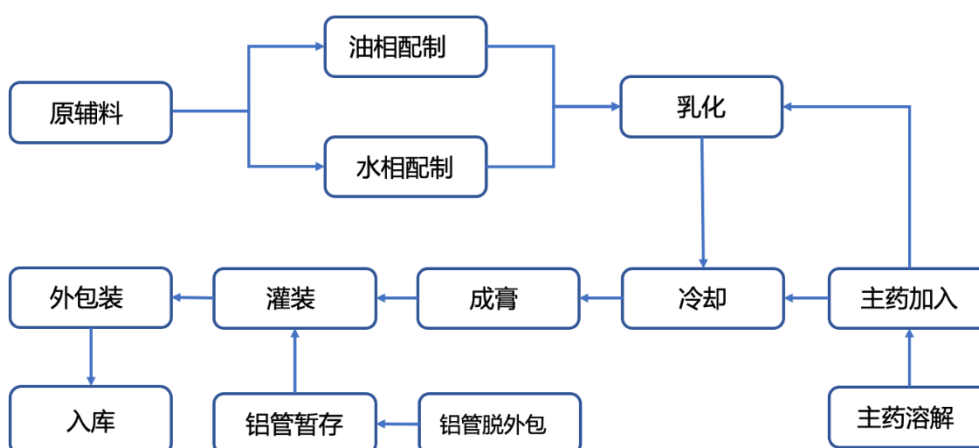 油相配制
原辅料
乳化
水相配制
外包装
灌装
成膏
冷却
主药加入
入库
铝管暂存
铝管脱外包
主药溶解